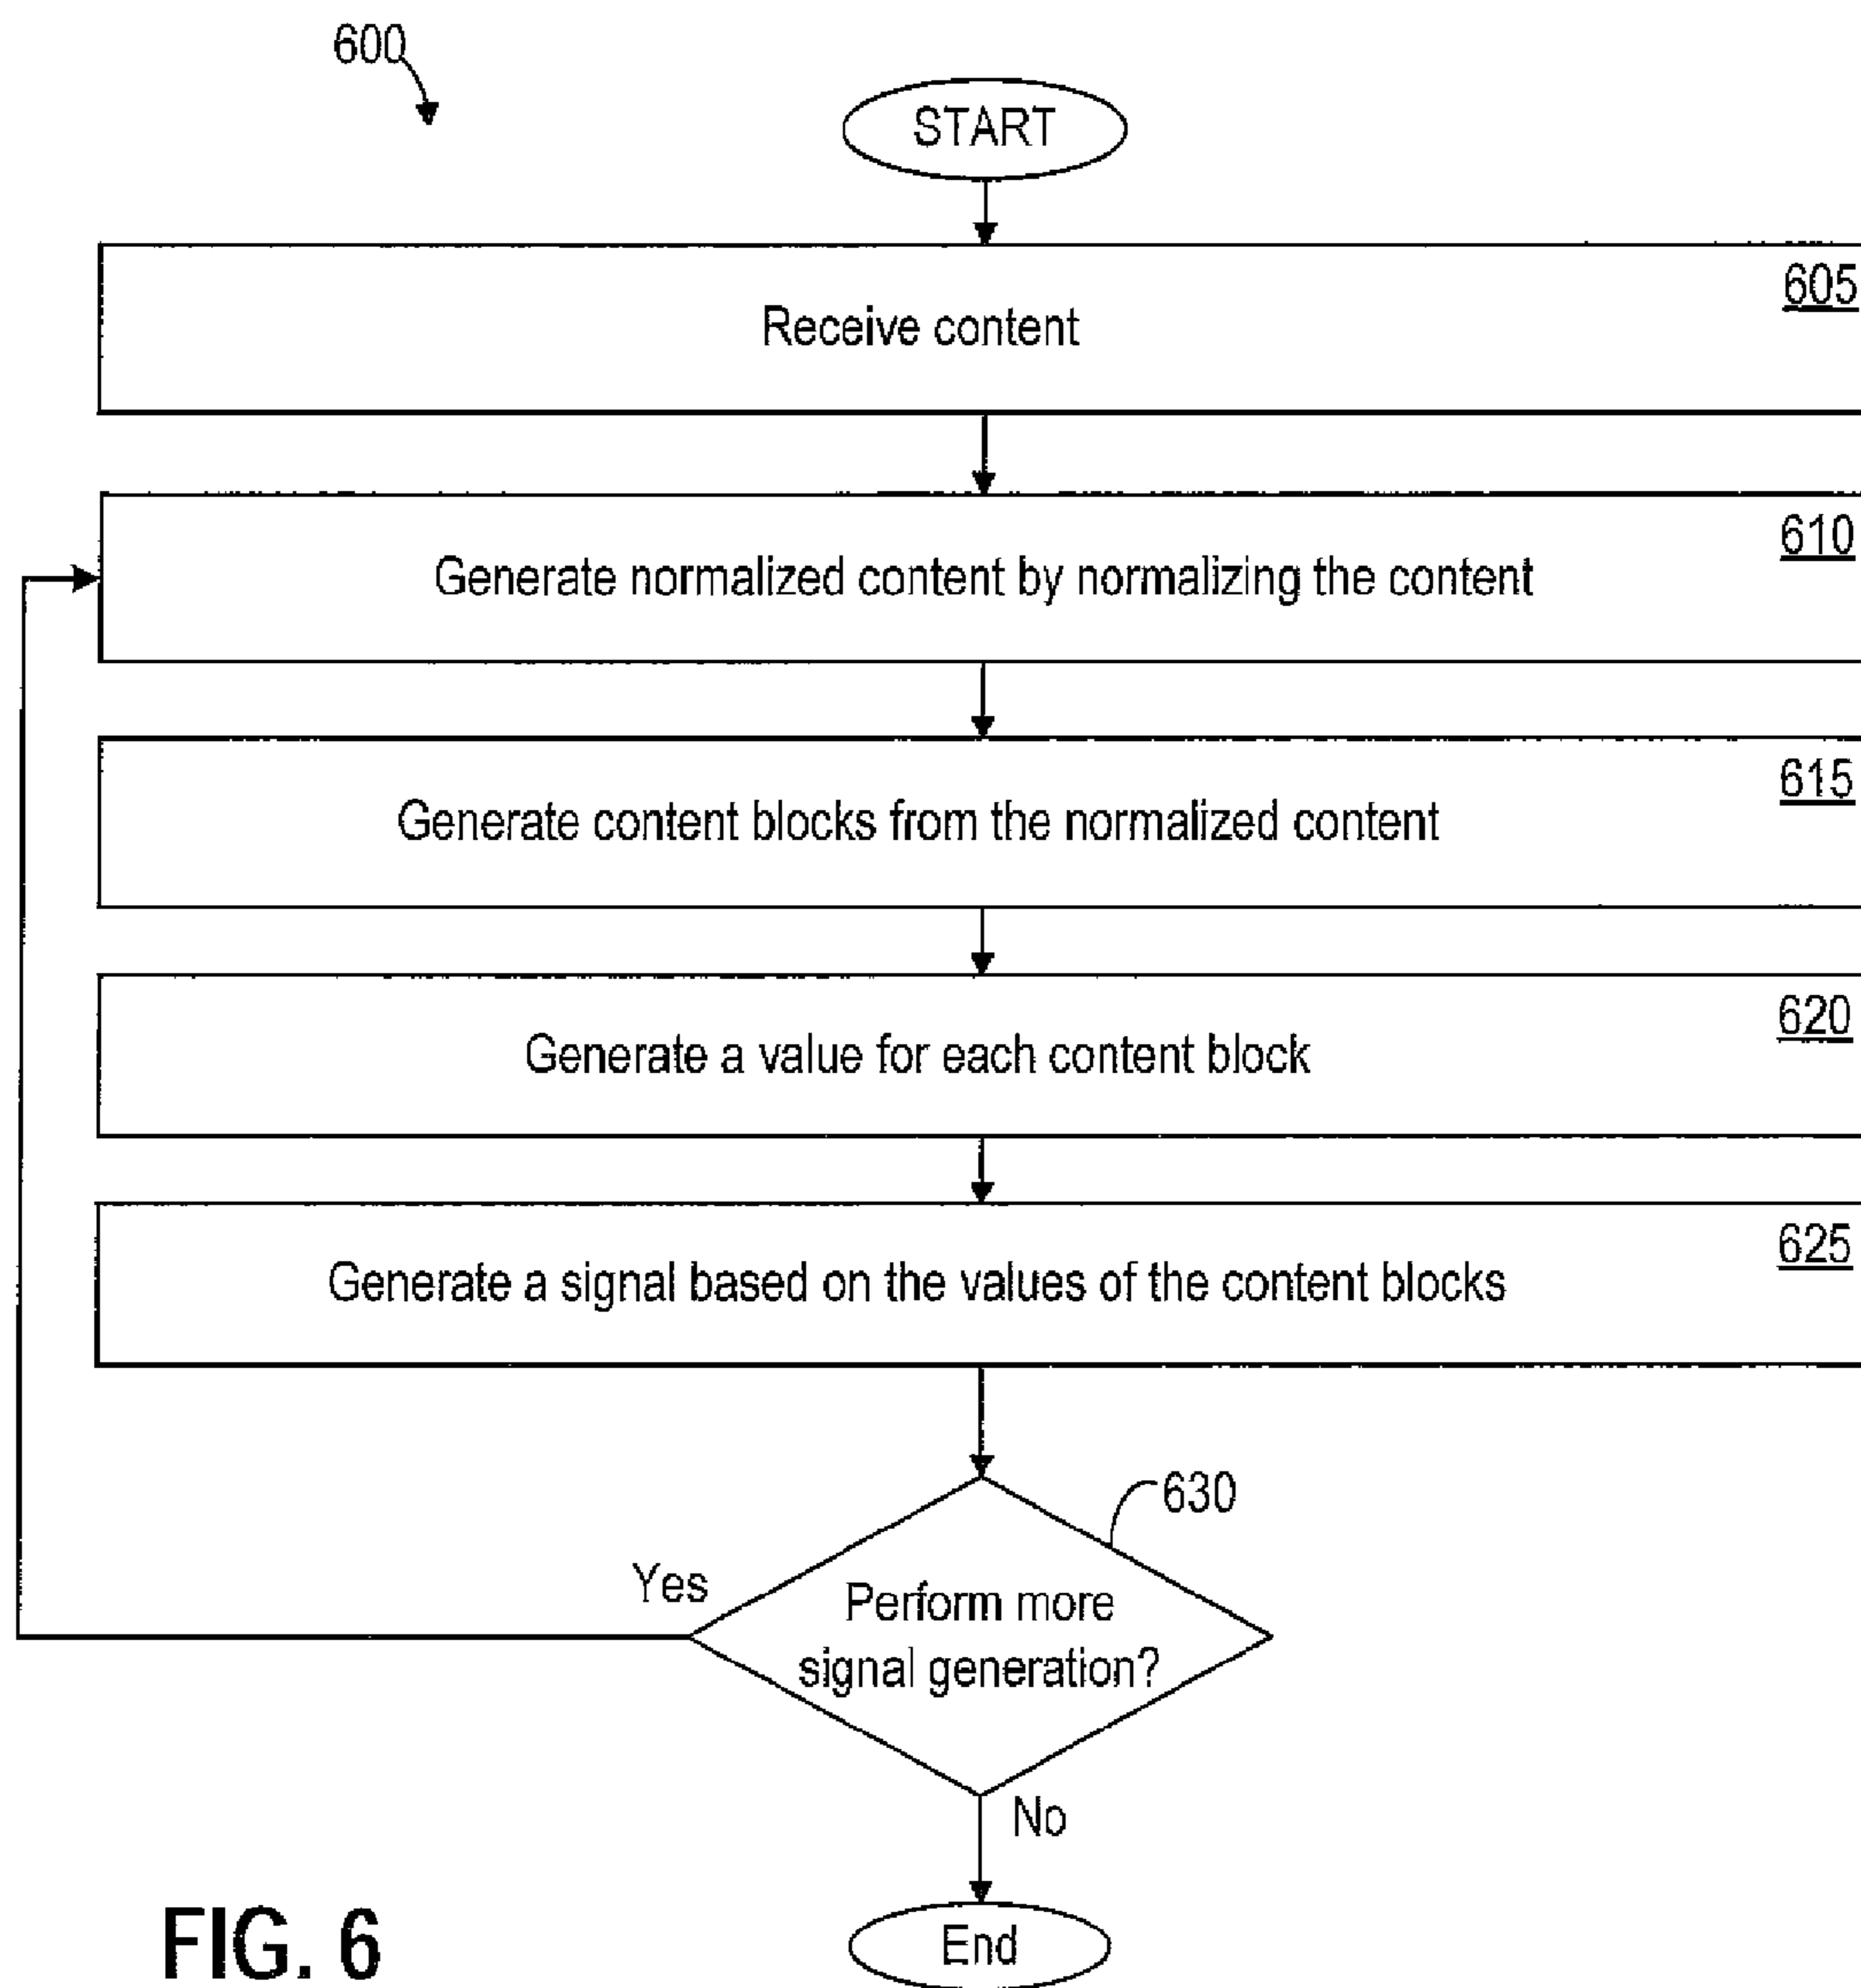 600
START
605
Receive content
610
Generate normalized content by normalizing the content
615
Generate content blocks from the normalized content
620
Generate a value for each content block
625
Generate a signal based on the values of the content blocks
630
Yes
Perform more
signal generation?
No
End
FIG. 6